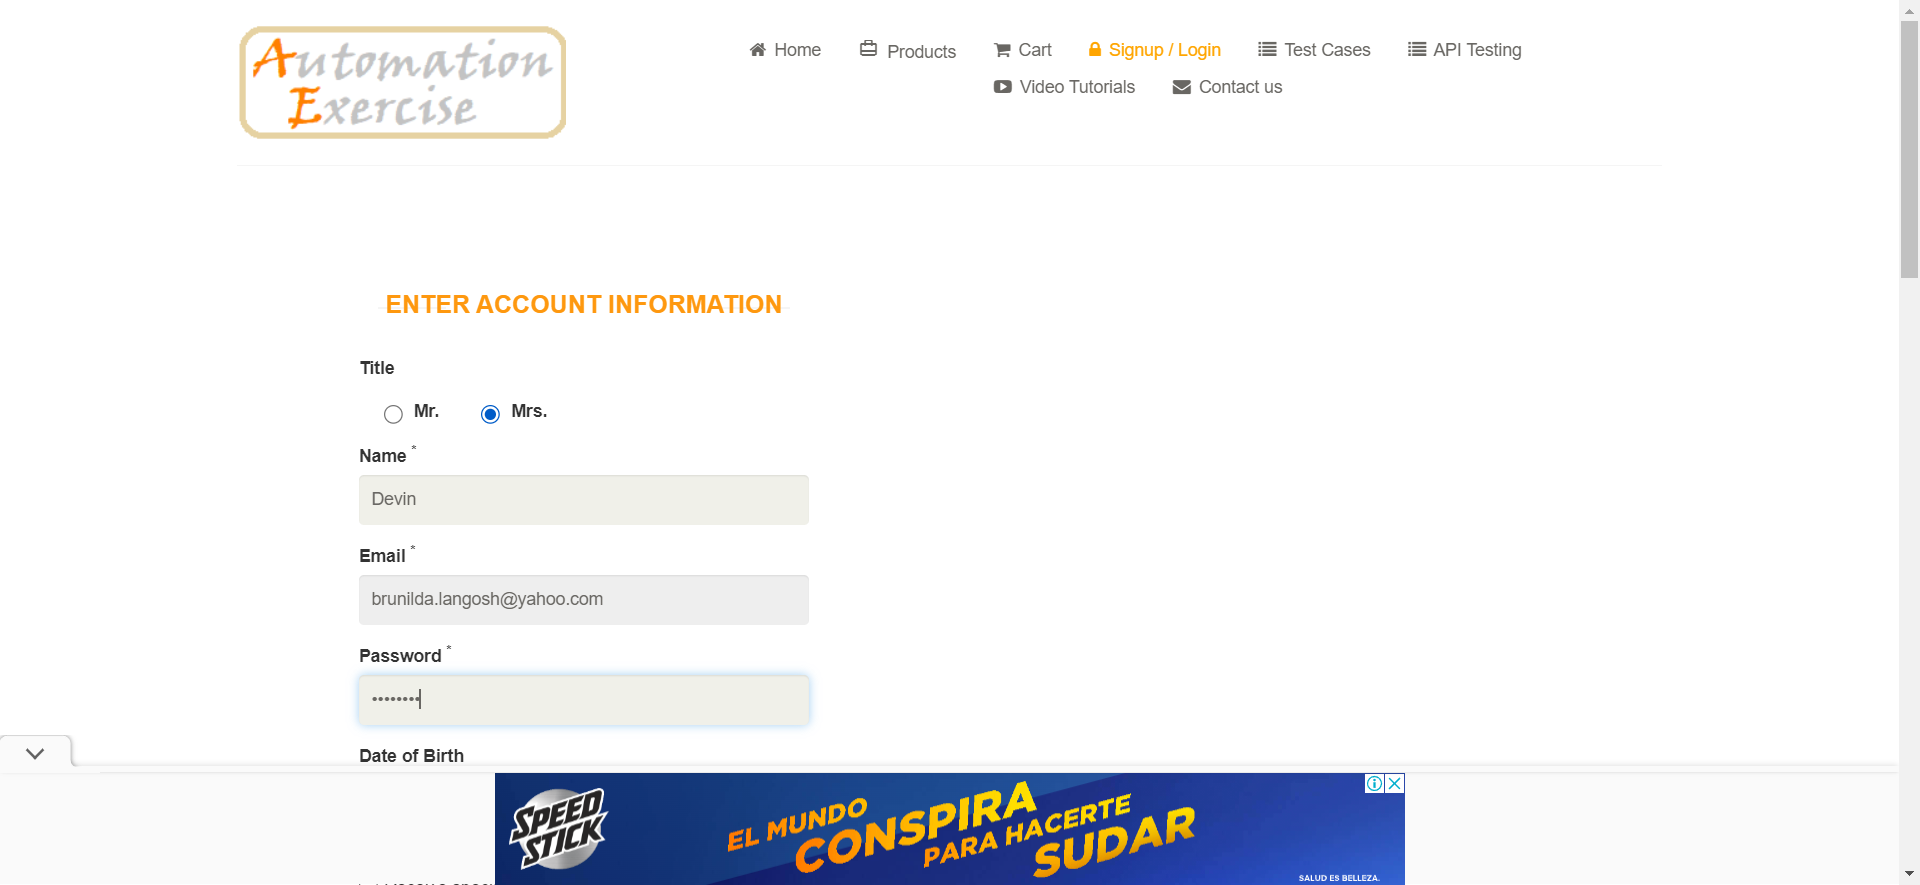 Automation
Exercise
Home
Products
Cart
Signup / Login
Test Cases
API Testing
Video Tutorials
Contact us
ENTER ACCOUNT INFORMATION
Title
Mr.
Mrs.
Name *
Devin
Email *
brunilda.langosh@yahoo.com
Password *
••••••••
Date of Birth
SPEED
STICK
EL MUNDO
CONSPIRA
PARA HACERTE
SUDAR
SALUD ES BELLEZA.